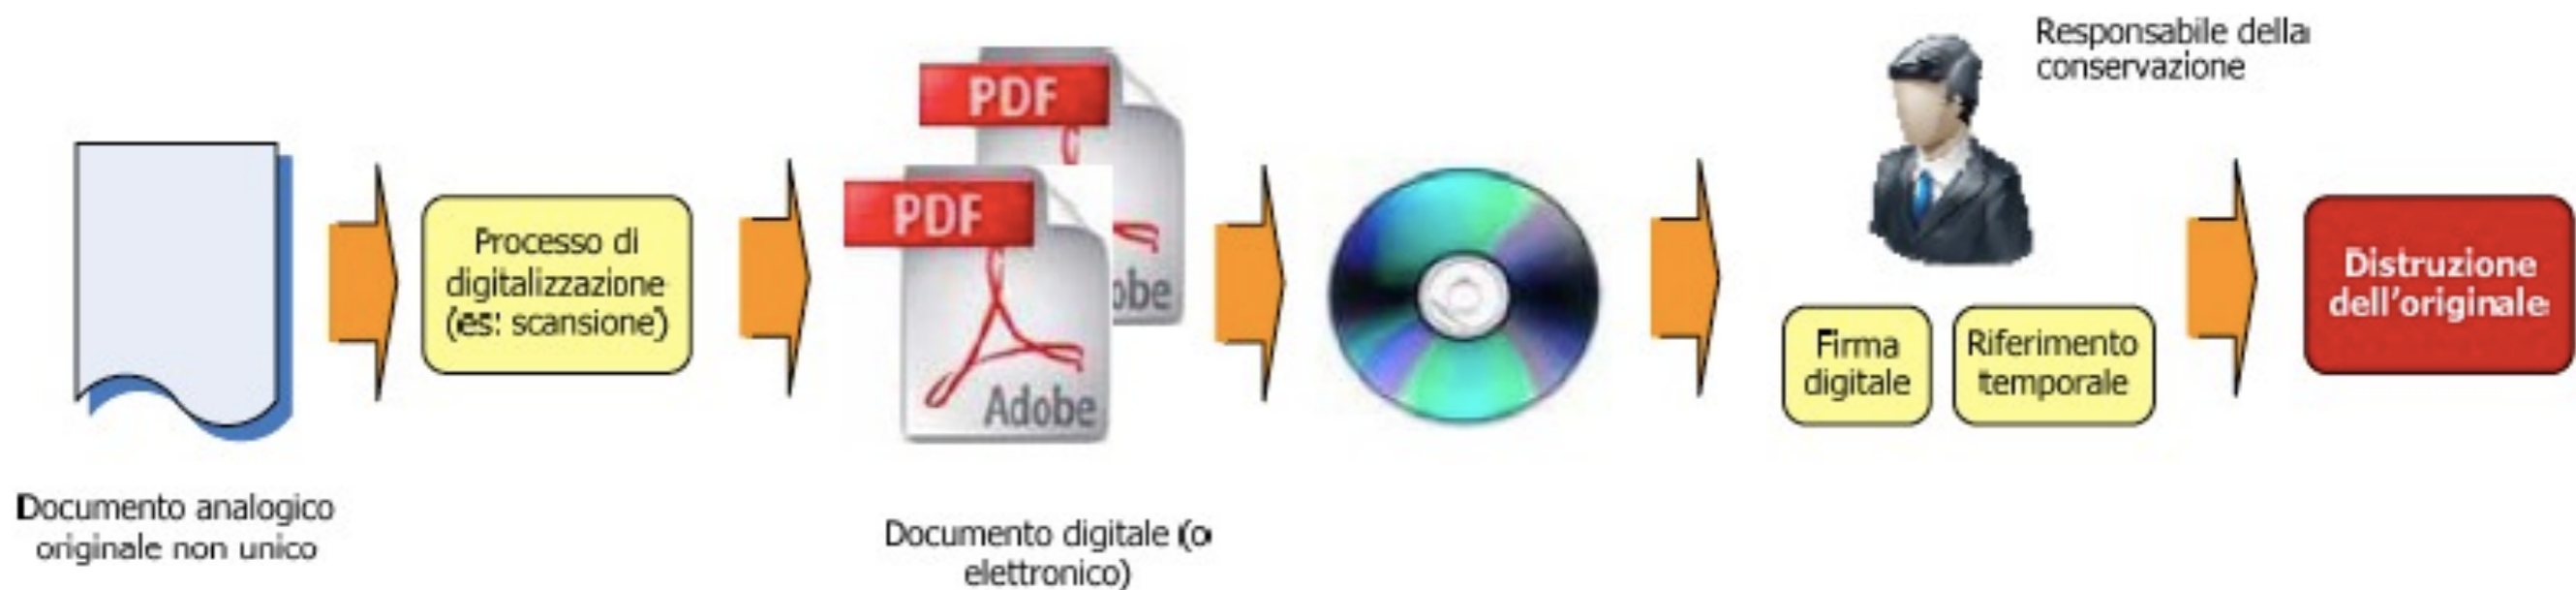 Documento analogico
originale non unico
Processo di
digitalizzazione
(es: scansione)
PDF
PDF
obe
Adobe
Documento digitale (o
elettronico)
Responsabile della
conservazione
Firma
digitale
Riferimento
temporale
Distruzione
dell'originale